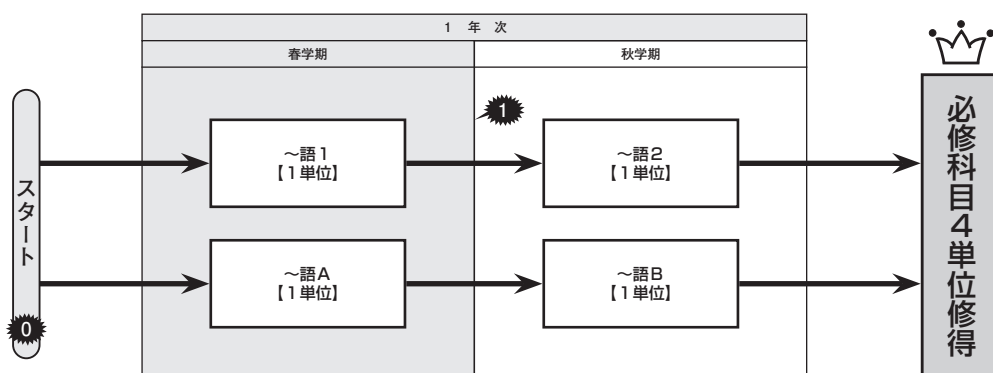 1 年 次
春学期
秋学期
スタート
0
1
～語1
【1単位】
～語2
【1単位】
～語A
【1単位】
～語B
【1単位】
必修科目4単位修得